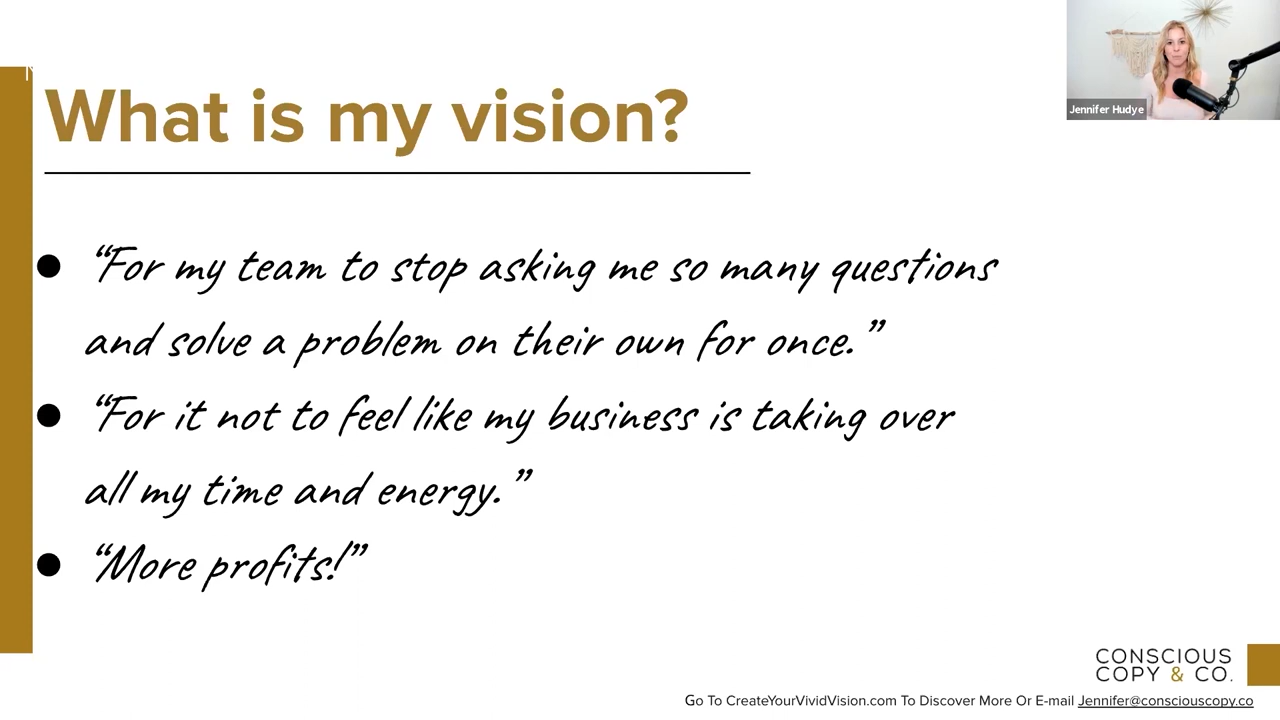 What is my vision?
Jennifer Hudye
● “For my team to stop asking me so many questions
and solve a problem on their own for once.”
● “For it not to feel like my business is taking over
all my time and energy.”
● “More profits!”
CONSCIOUS
COPY & CO.
Go To CreateYourVividVision.com To Discover More Or E-mail Jennifer@consciouscopy.co